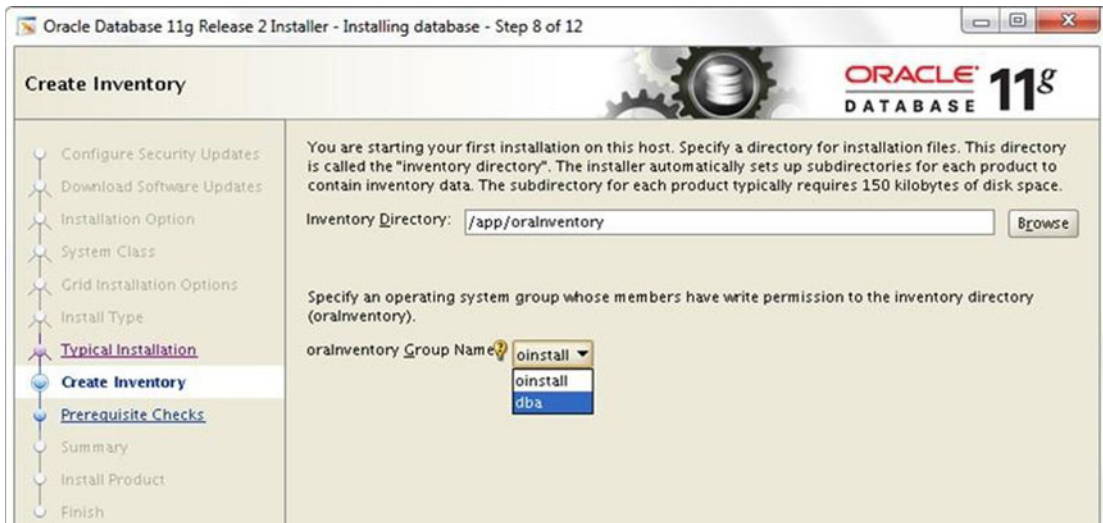 Oracle Database 11g Release 2 Installer - Installing database - Step 8 of 12
Create Inventory
ORACLE
DATABASE
11g
Configure Security Updates
Download Software Updates
Installation Option
System Class
Grid Installation Options
Install Type
Typical Installation
Create Inventory
Prerequisite Checks
Summary
Install Product
Finish
You are starting your first installation on this host. Specify a directory for installation files. This directory
is called the "inventory directory". The installer automatically sets up subdirectories for each product to
contain inventory data. The subdirectory for each product typically requires 150 kilobytes of disk space.
Inventory Directory: /app/oraInventory Browse
Specify an operating system group whose members have write permission to the inventory directory
(oraInventory).
oraInventory Group Name oinstall
oinstall
dba